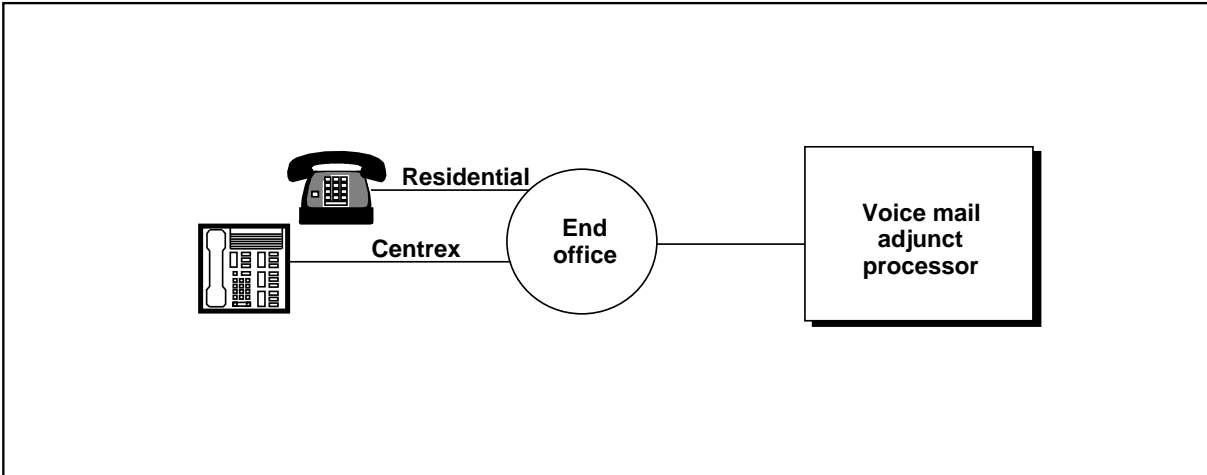 Residential
Centrex
End
office
Voice mail
adjunct
processor